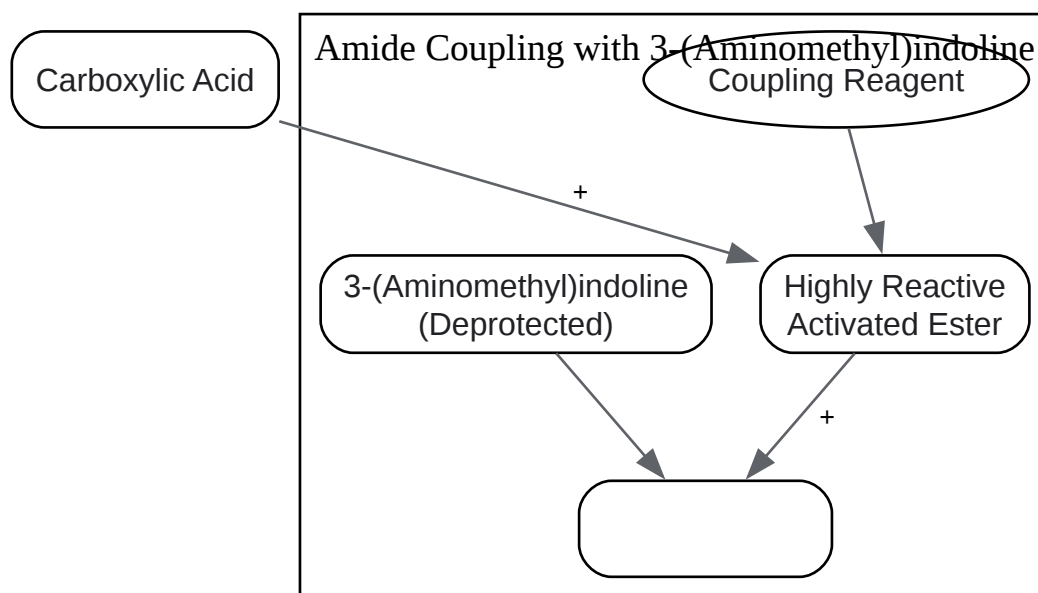 Amide Coupling with 3-(Aminomethyl)indoline
Carboxylic Acid
Coupling Reagent
+
3-(Aminomethyl)indoline
(Deprotected)
Highly Reactive
Activated Ester
+